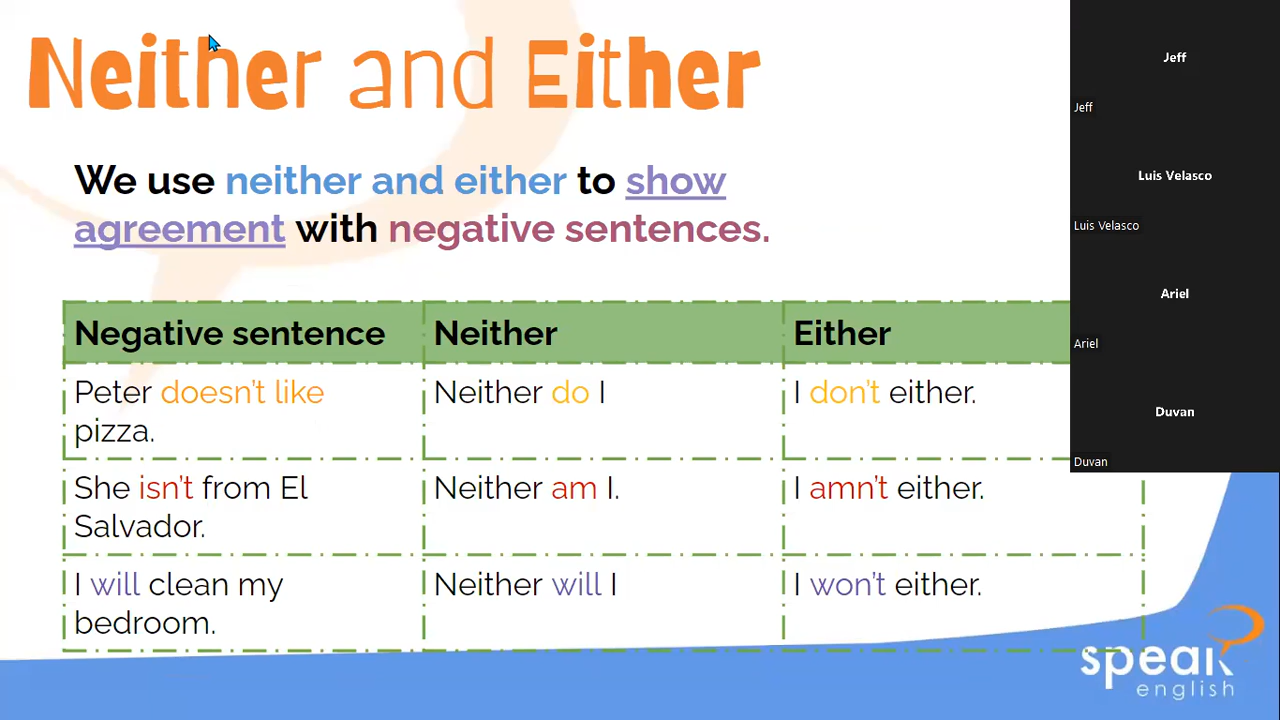 Neither and Either
We use neither and either to show
agreement with negative sentences.
Negative sentence Neither Either
Peter doesn't like Neither do I I don't either.
pizza.
She isn't from El Neither am I. I amn't either.
Salvador.
I will clean my Neither will I I won't either.
bedroom.
speak
english
Jeff
Jeff
Luis Velasco
Luis Velasco
Ariel
Ariel
Duvan
Duvan